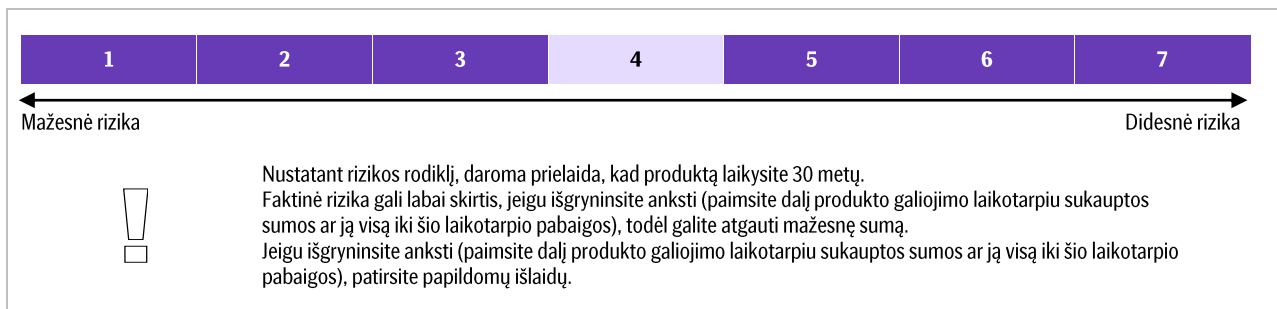 1 2 3 4 5 6 7
Mažesnė rizika Didesnė rizika
Nustatant rizikos rodiklį, daroma prielaida, kad produktą laikysite 30 metų.
Faktinė rizika gali labai skirtis, jeigu išgryninsite anksti (paimsite dalį produkto galiojimo laikotarpiu sukauptos
sumos ar ją visą iki šio laikotarpio pabaigos), todėl galite atgauti mažesnę sumą.
Jeigu išgryninsite anksti (paimsite dalį produkto galiojimo laikotarpiu sukauptos sumos ar ją visą iki šio laikotarpio
pabaigos), patirsite papildomų išlaidų.